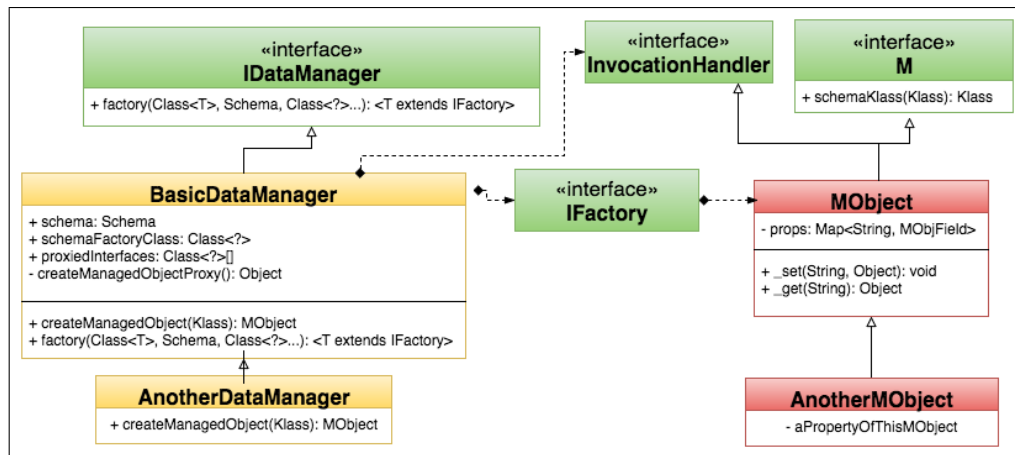 «interface»
IDataManager
+ factory(Class<T>, Schema, Class<?>...): <T extends IFactory>
«interface»
InvocationHandler
«interface»
M
+ schemaKlass(Klass): Klass
BasicDataManager
+ schema: Schema
+ schemaFactoryClass: Class<?>
+ proxiedInterfaces: Class<?>[]
- createManagedObjectProxy(): Object
+ createManagedObject(Klass): MObject
+ factory(Class<T>, Schema, Class<?>...): <T extends IFactory>
«interface»
IFactory
MObject
- props: Map<String, MObjField>
+ _set(String, Object): void
+ _get(String): Object
AnotherDataManager
+ createManagedObject(Klass): MObject
AnotherMObject
- aPropertyOfThisMObject